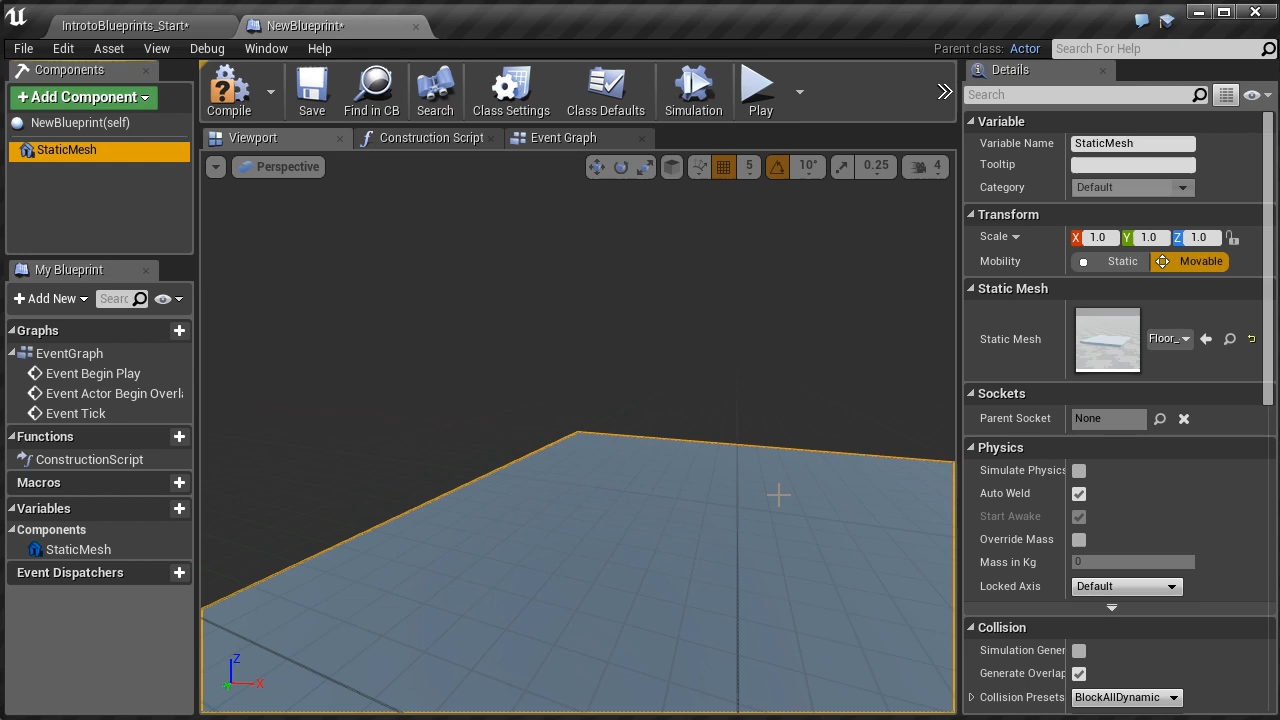 IntrotoBlueprints_Start*
NewBlueprint*
File Edit Asset View Debug Window Help
Parent class: Actor
Search For Help
Components
+ Add Component
NewBlueprint(self)
StaticMesh
My Blueprint
+ Add New
Searc
Graphs
EventGraph
Event Begin Play
Event Actor Begin Overl
Event Tick
Functions
ConstructionScript
Macros
Variables
Components
StaticMesh
Event Dispatchers
Compile
Save
Find in CB
Search
Class Settings
Class Defaults
Simulation
Play
Viewport
Construction Script
Event Graph
Perspective
5
10°
0.25
4
Z
X
Details
Search
Variable
Variable Name StaticMesh
Tooltip
Category Default
Transform
Scale X 1.0 Y 1.0 Z 1.0
Mobility Static Movable
Static Mesh
Static Mesh Floor_
Sockets
Parent Socket None
Physics
Simulate Physics
Auto Weld
Start Awake
Override Mass
Mass in Kg 0
Locked Axis Default
Collision
Simulation Gener
Generate Overlap
Collision Presets BlockAllDynamic